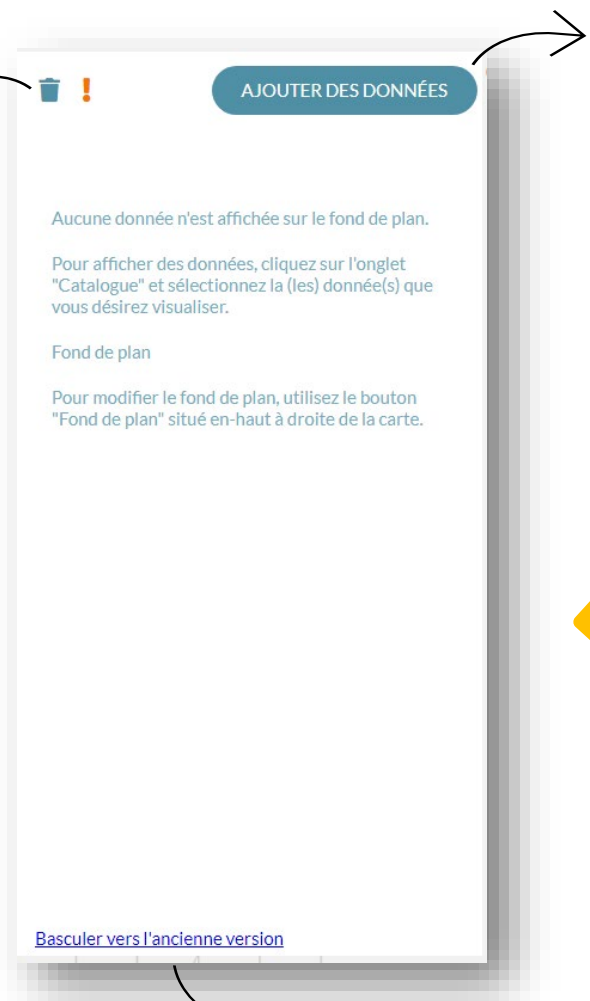 !
AJOUTER DES DONNÉES
Aucune donnée n'est affichée sur le fond de plan.
Pour afficher des données, cliquez sur l'onglet
"Catalogue" et sélectionnez la (les) donnée(s) que
vous désirez visualiser.
Fond de plan
Pour modifier le fond de plan, utilisez le bouton
"Fond de plan" situé en-haut à droite de la carte.
Basculer vers l'ancienne version